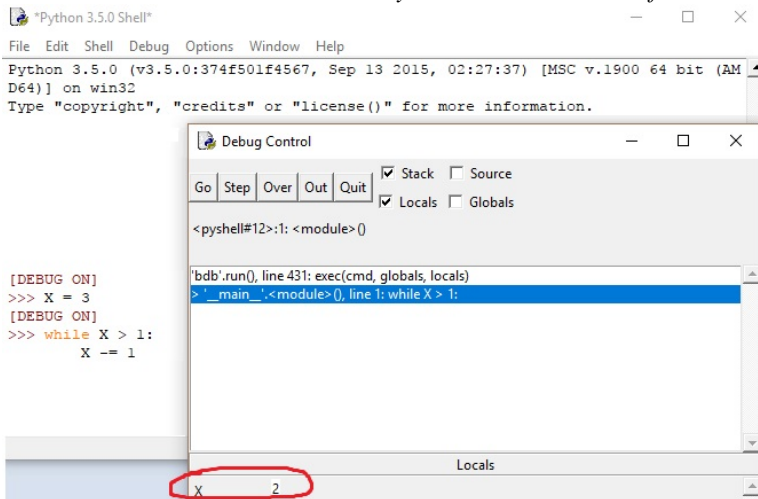 *Python 3.5.0 Shell*
File Edit Shell Debug Options Window Help
Python 3.5.0 (v3.5.0:374f501f4567, Sep 13 2015, 02:27:37) [MSC v.1900 64 bit (AM
D64)] on win32
Type "copyright", "credits" or "license()" for more information.
[DEBUG ON]
>>> X = 3
[DEBUG ON]
>>> while X > 1:
        X -= 1
Debug Control
Go Step Over Out Quit
Stack Source
Locals Globals
<pyshell#12>:1: <module>()
'bdb'.run(), line 431: exec(cmd, globals, locals)
> '__main__'.<module>(), line 1: while X > 1:
Locals
X 2